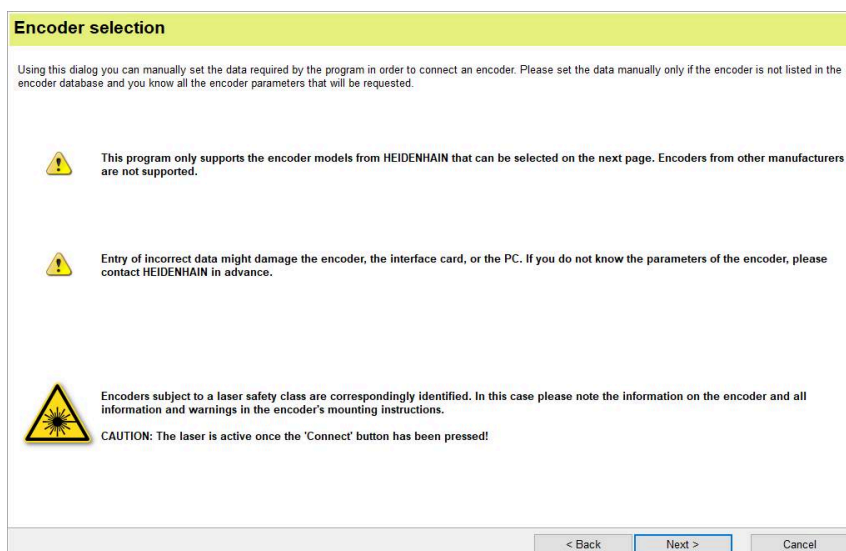 Encoder selection
Using this dialog you can manually set the data required by the program in order to connect an encoder. Please set the data manually only if the encoder is not listed in the
encoder database and you know all the encoder parameters that will be requested.
This program only supports the encoder models from HEIDENHAIN that can be selected on the next page. Encoders from other manufacturers
are not supported.
Entry of incorrect data might damage the encoder, the interface card, or the PC. If you do not know the parameters of the encoder, please
contact HEIDENHAIN in advance.
Encoders subject to a laser safety class are correspondingly identified. In this case please note the information on the encoder and all
information and warnings in the encoder's mounting instructions.
CAUTION: The laser is active once the 'Connect' button has been pressed!
< Back Next > Cancel